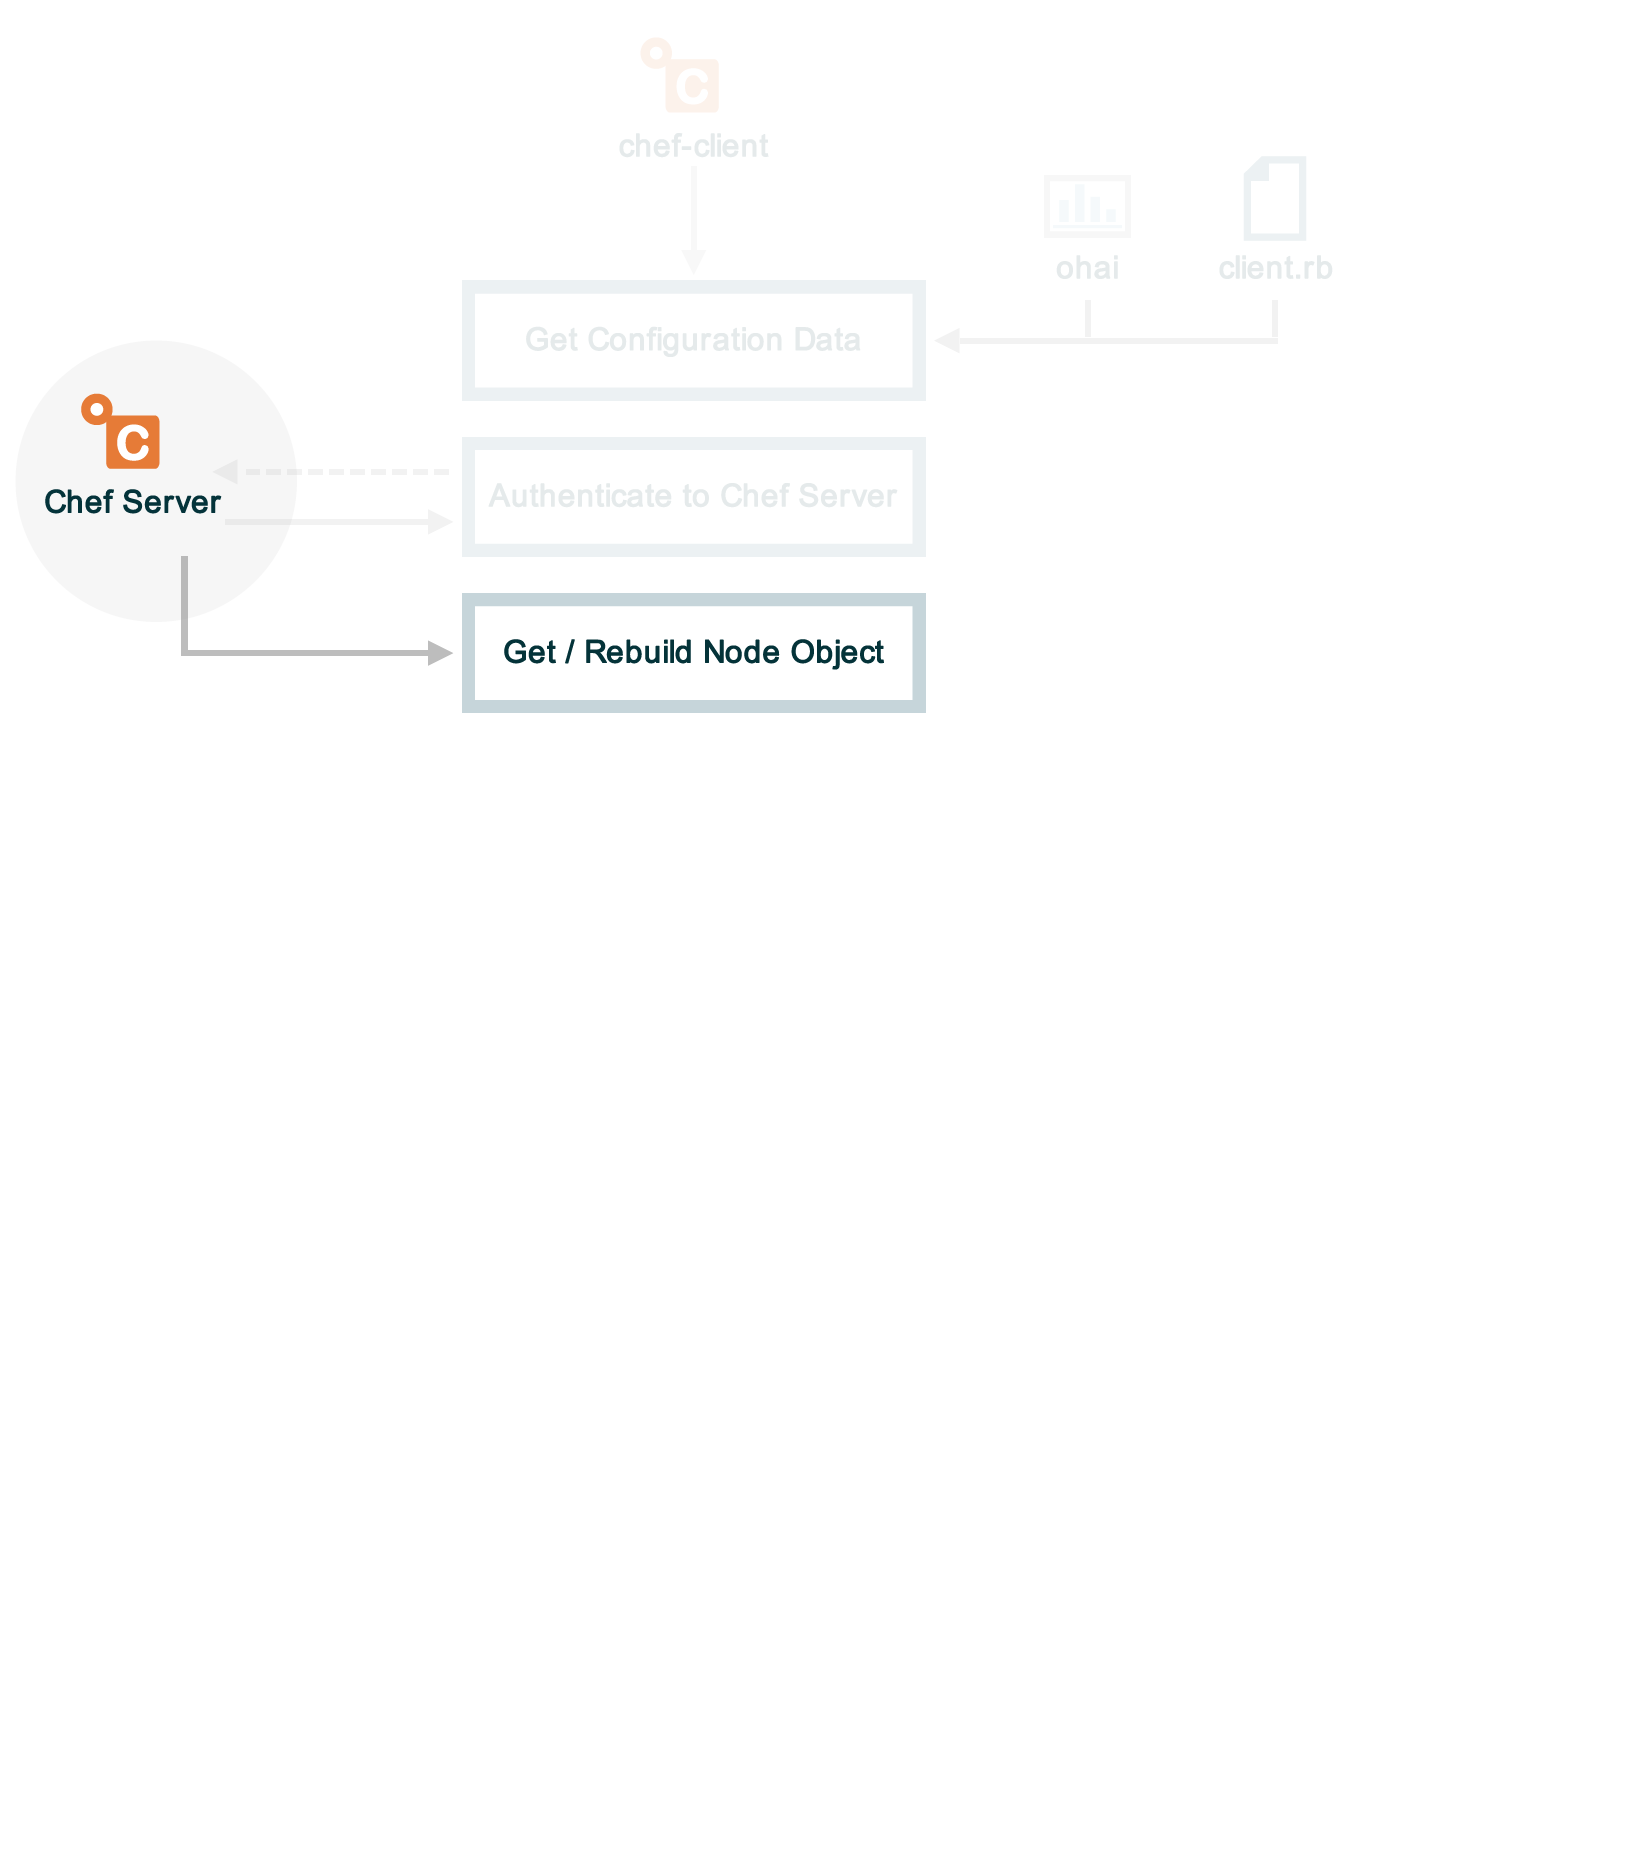 C
chef-client
ohai
client.rb
Get Configuration Data
C
Chef Server
Authenticate to Chef Server
Get / Rebuild Node Object